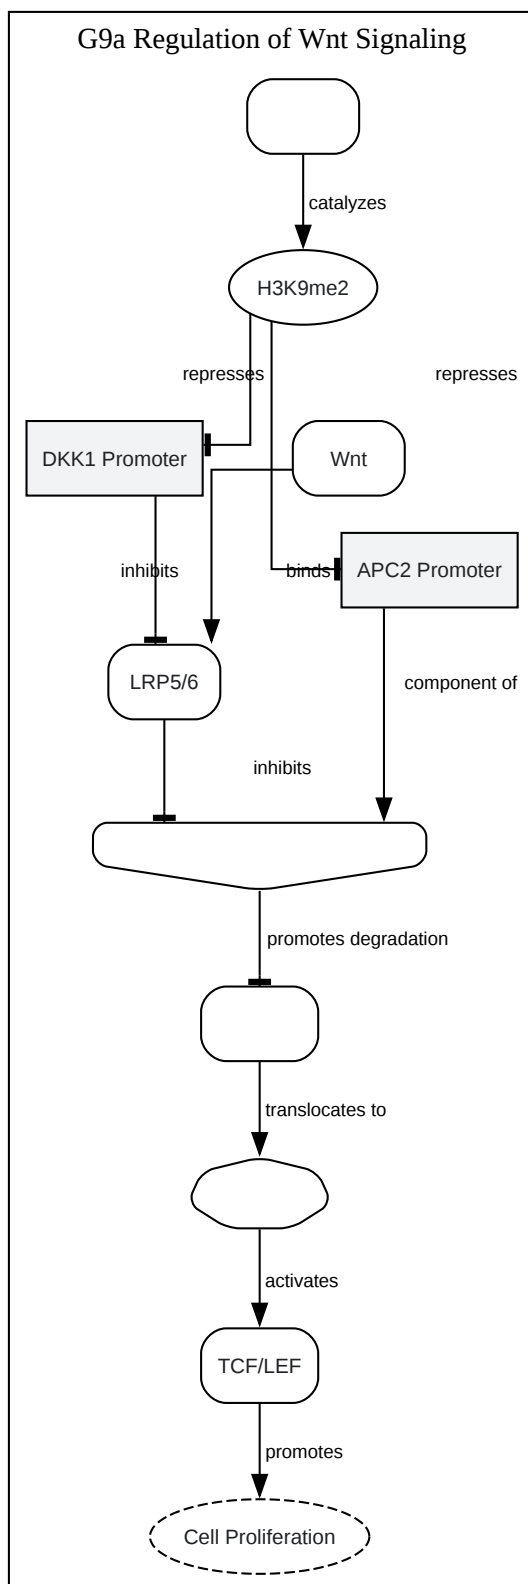 G9a Regulation of Wnt Signaling
catalyzes
H3K9me2
represses
represses
DKK1 Promoter
Wnt
inhibits
binds
APC2 Promoter
LRP5/6
component of
inhibits
promotes degradation
translocates to
activates
TCF/LEF
promotes
Cell Proliferation